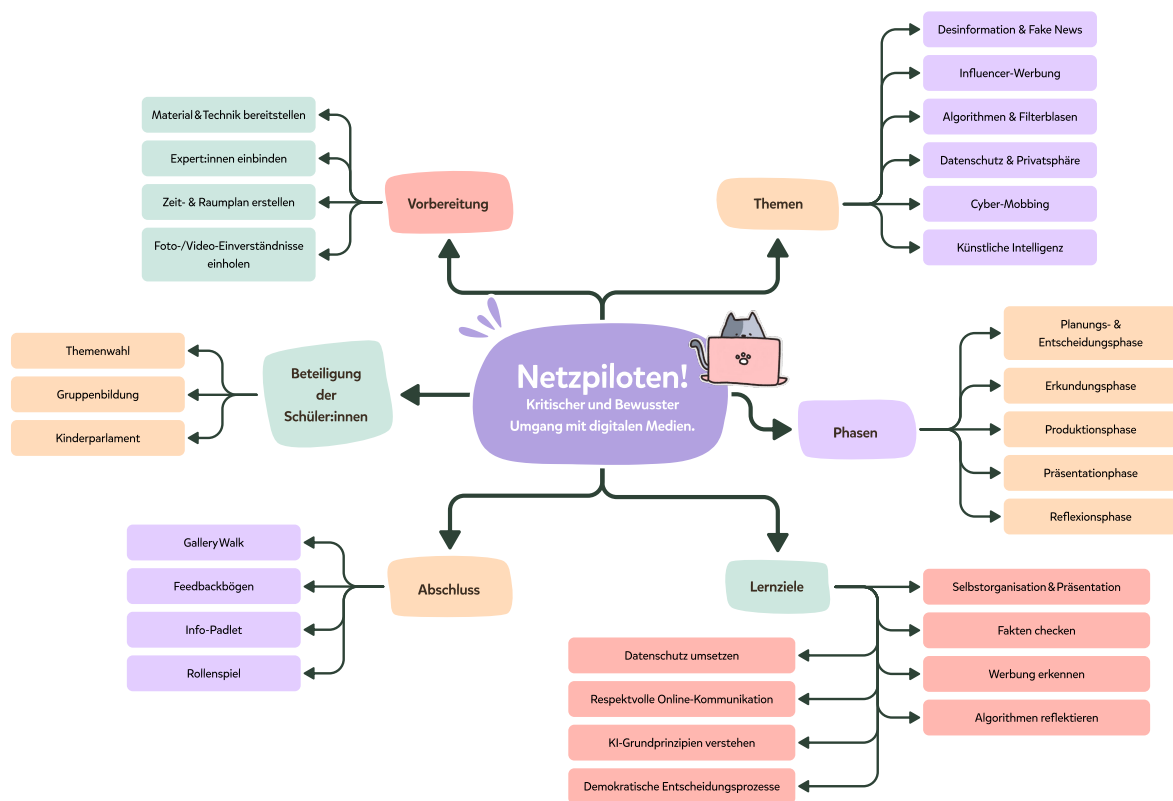 Netzpiloten!
Kritischer und Bewusster
Umgang mit digitalen Medien.
Vorbereitung
Material & Technik bereitstellen
Expert:innen einbinden
Zeit- & Raumplan erstellen
Foto-/Video-Einverständnisse
einholen
Themen
Desinformation & Fake News
Influencer-Werbung
Algorithmen & Filterblasen
Datenschutz & Privatsphäre
Cyber-Mobbing
Künstliche Intelligenz
Beteiligung
der
Schüler:innen
Themenwahl
Gruppenbildung
Kinderparlament
Phasen
Planungs- &
Entscheidungsphase
Erkundungsphase
Produktionsphase
Präsentationphase
Reflexionsphase
Abschluss
Gallery Walk
Feedbackbögen
Info-Padlet
Rollenspiel
Lernziele
Selbstorganisation & Präsentation
Fakten checken
Werbung erkennen
Algorithmen reflektieren
Datenschutz umsetzen
Respektvolle Online-Kommunikation
KI-Grundprinzipien verstehen
Demokratische Entscheidungsprozesse